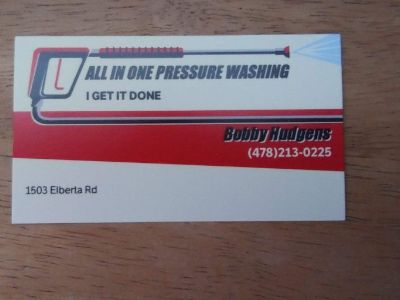 ALL IN ONE PRESSURE WASHING
I GET IT DONE
Bobby Hudgens
(478)213-0225
1503 Elberta Rd